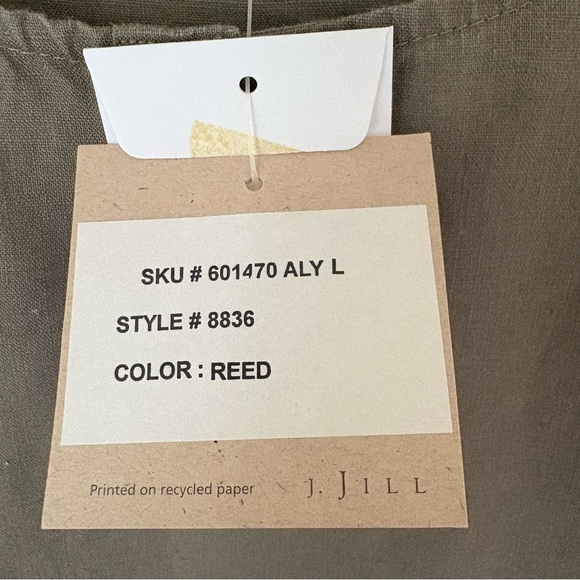 SKU # 601470 ALY L
STYLE # 8836
COLOR : REED
Printed on recycled paper J. JILL